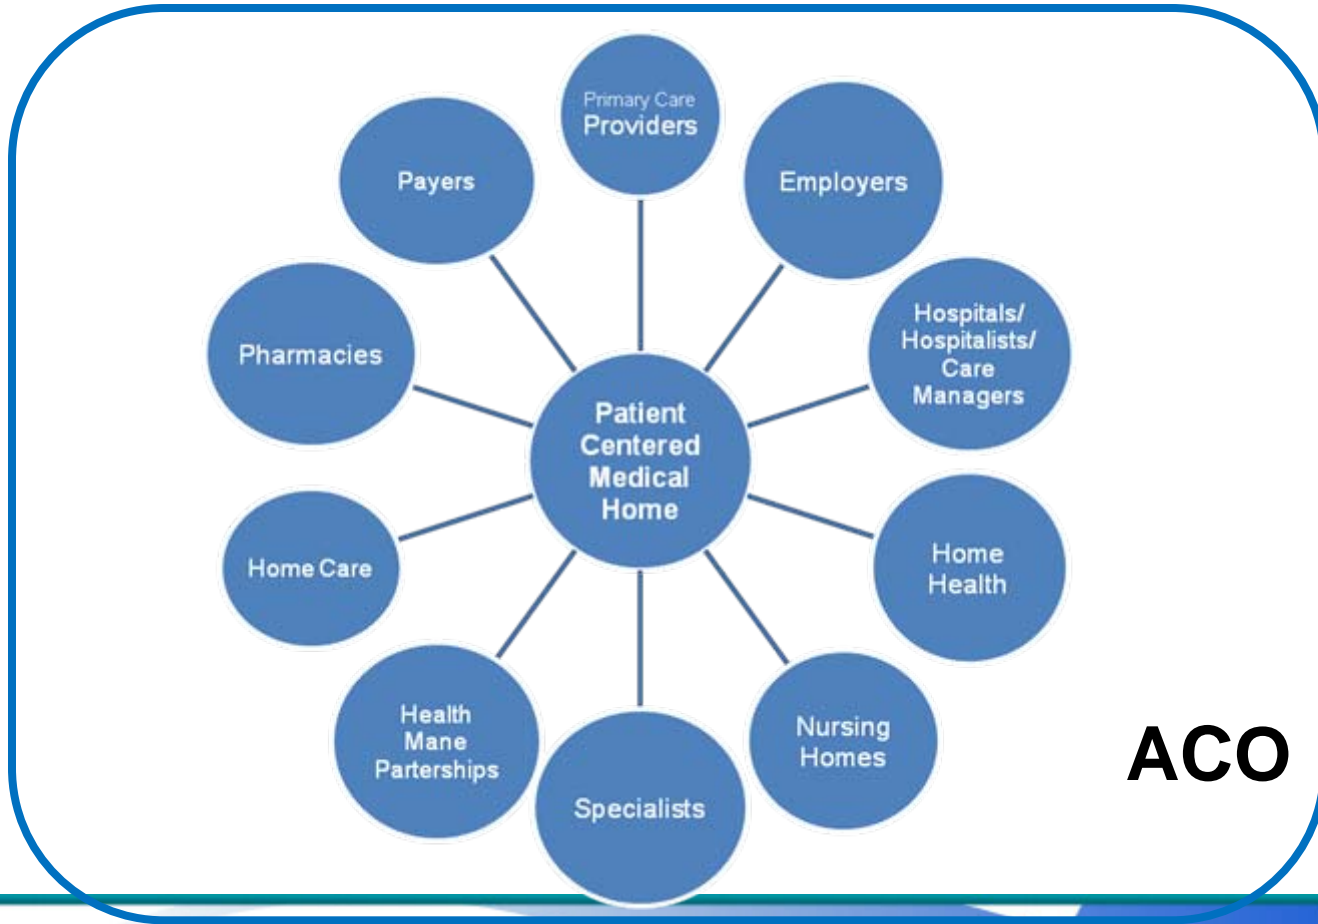 Primary Care
Providers
Employers
Payers
Hospitals/
Hospitalists/
Care
Managers
Pharmacies
Patient
Centered
Medical
Home
Home
Health
Home Care
Nursing
Homes
Health
Mane
Parterships
Specialists
ACO